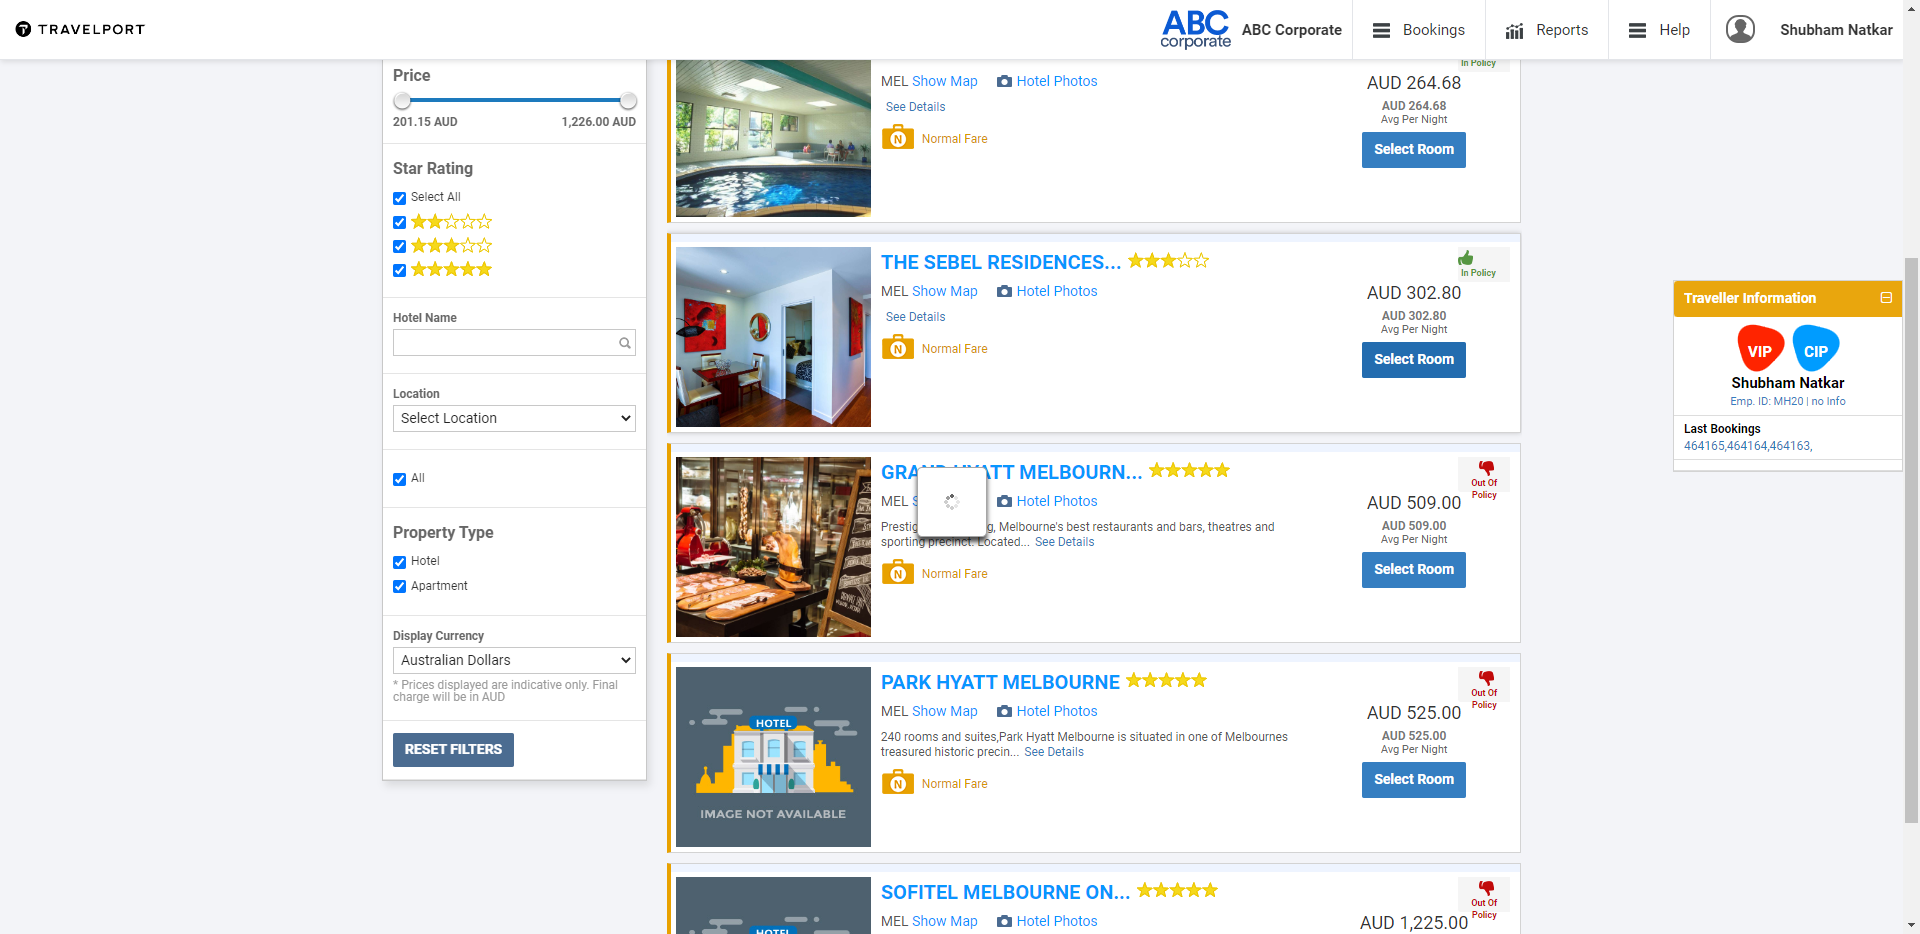 TRAVELPORT
ABC
corporate
ABC Corporate
Bookings
Reports
Help
Shubham Natkar
Price
201.15 AUD
1,226.00 AUD
Star Rating
Select All
Hotel Name
Location
Select Location
All
Property Type
Hotel
Apartment
Display Currency
Australian Dollars
* Prices displayed are indicative only. Final
charge will be in AUD
RESET FILTERS
In Policy
MEL Show Map Hotel Photos
AUD 264.68
See Details
AUD 264.68
Avg Per Night
N Normal Fare
Select Room
THE SEBEL RESIDENCES...
In Policy
MEL Show Map Hotel Photos
AUD 302.80
See Details
AUD 302.80
Avg Per Night
N Normal Fare
Select Room
GRAND HYATT MELBOURN...
Out Of
Policy
MEL Hotel Photos
AUD 509.00
Melbourne's best restaurants and bars, theatres and
sporting precinct. Located... See Details
AUD 509.00
Avg Per Night
N Normal Fare
Select Room
PARK HYATT MELBOURNE
Out Of
Policy
MEL Show Map Hotel Photos
AUD 525.00
240 rooms and suites,Park Hyatt Melbourne is situated in one of Melbournes
treasured historic precin... See Details
AUD 525.00
Avg Per Night
N Normal Fare
Select Room
HOTEL
IMAGE NOT AVAILABLE
SOFITEL MELBOURNE ON...
Out Of
Policy
MEL Show Map Hotel Photos
AUD 1,225.00
HOTEL
Traveller Information
VIP CIP
Shubham Natkar
Emp. ID: MH20 | no Info
Last Bookings
464165,464164,464163,